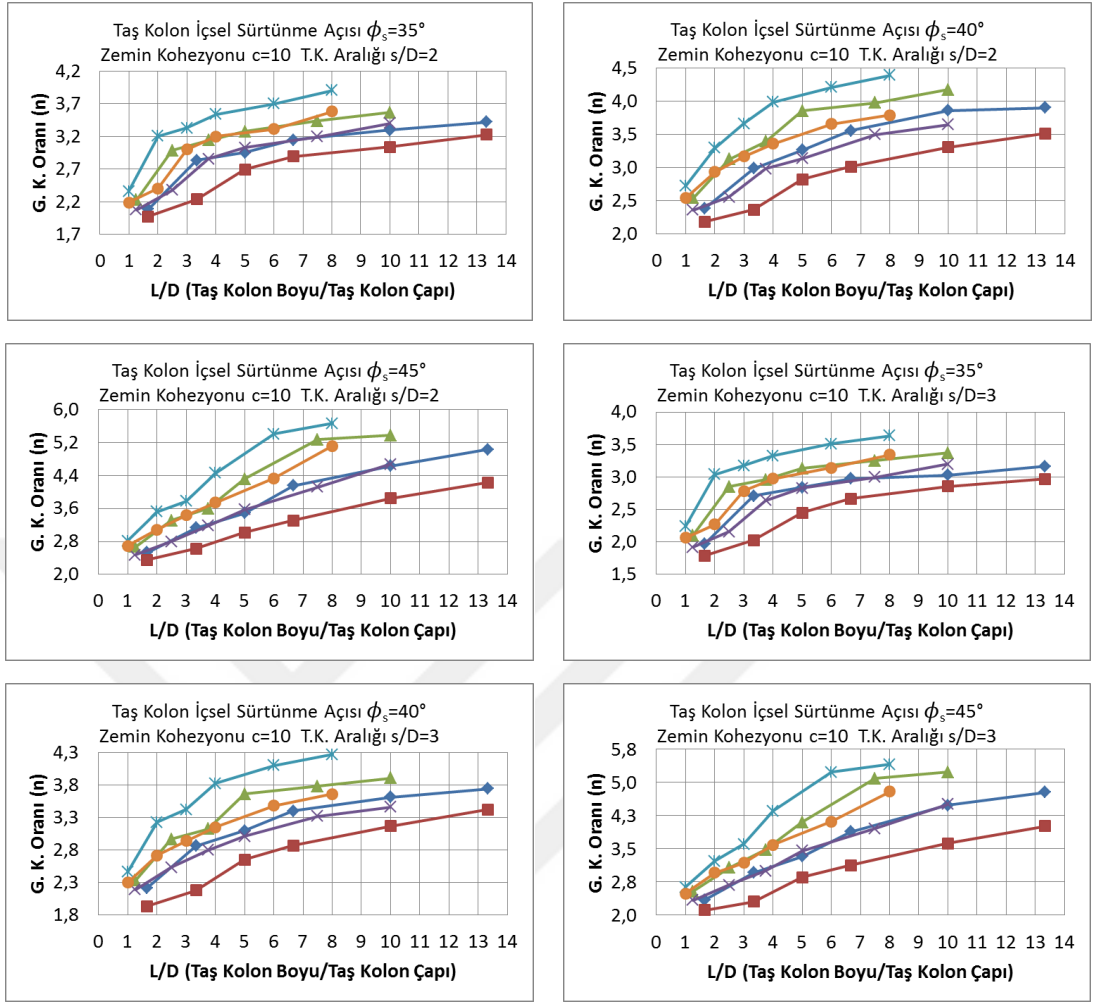 Taş Kolon İçsel Sürtünme Açısı ϕs=35°
Zemin Kohezyonu c=10 T.K. Aralığı s/D=2
G. K. Oranı (n)
4,2
3,7
3,2
2,7
2,2
1,7
0 1 2 3 4 5 6 7 8 9 10 11 12 13 14
L/D (Taş Kolon Boyu/Taş Kolon Çapı)
Taş Kolon İçsel Sürtünme Açısı ϕs=40°
Zemin Kohezyonu c=10 T.K. Aralığı s/D=2
G. K. Oranı (n)
4,5
4,0
3,5
3,0
2,5
2,0
0 1 2 3 4 5 6 7 8 9 10 11 12 13 14
L/D (Taş Kolon Boyu/Taş Kolon Çapı)
Taş Kolon İçsel Sürtünme Açısı ϕs=45°
Zemin Kohezyonu c=10 T.K. Aralığı s/D=2
G. K. Oranı (n)
6,0
5,2
4,4
3,6
2,8
2,0
0 1 2 3 4 5 6 7 8 9 10 11 12 13 14
L/D (Taş Kolon Boyu/Taş Kolon Çapı)
Taş Kolon İçsel Sürtünme Açısı ϕs=35°
Zemin Kohezyonu c=10 T.K. Aralığı s/D=3
G. K. Oranı (n)
4,0
3,5
3,0
2,5
2,0
1,5
0 1 2 3 4 5 6 7 8 9 10 11 12 13 14
L/D (Taş Kolon Boyu/Taş Kolon Çapı)
Taş Kolon İçsel Sürtünme Açısı ϕs=40°
Zemin Kohezyonu c=10 T.K. Aralığı s/D=3
G. K. Oranı (n)
4,3
3,8
3,3
2,8
2,3
1,8
0 1 2 3 4 5 6 7 8 9 10 11 12 13 14
L/D (Taş Kolon Boyu/Taş Kolon Çapı)
Taş Kolon İçsel Sürtünme Açısı ϕs=45°
Zemin Kohezyonu c=10 T.K. Aralığı s/D=3
G. K. Oranı (n)
5,8
5,0
4,3
3,5
2,8
2,0
0 1 2 3 4 5 6 7 8 9 10 11 12 13 14
L/D (Taş Kolon Boyu/Taş Kolon Çapı)